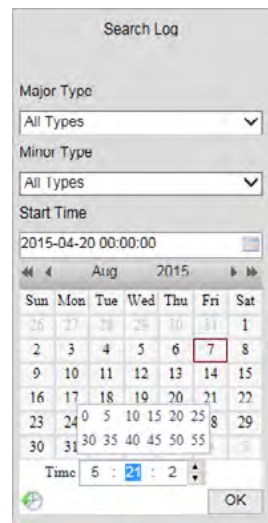 Search Log
Major Type
All Types
Minor Type
All Types
Start Time
2015-04-20 00:00:00
Aug 2015
Sun Mon Tue Wed Thu Fri Sat
26 27 28 29 30 31 1
2 3 4 5 6 7 8
9 10 11 12 13 14 15
16 17 18 19 20 21 22
23 24 8 29
0 5 10 15 20 25
30 35 40 45 50 55
30 31 5
Time 5 : 21 : 2
OK